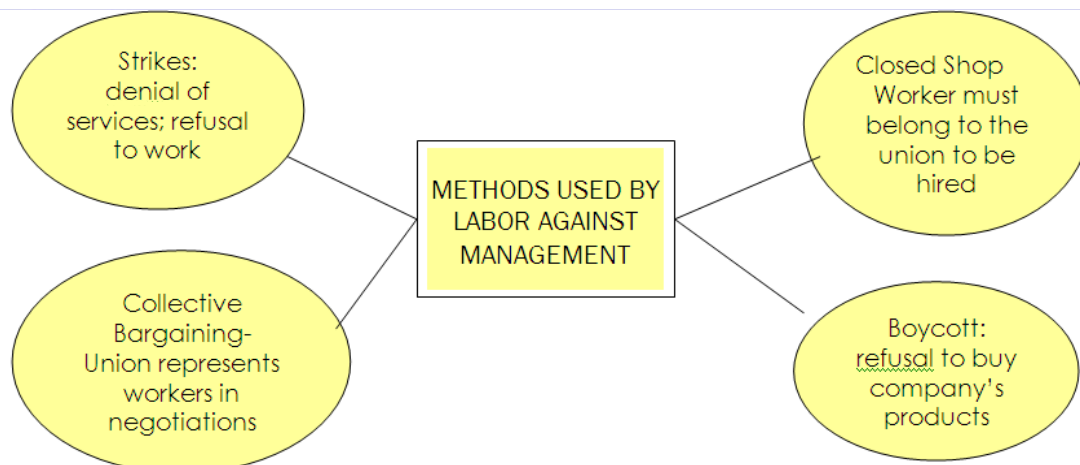 Strikes:
denial of
services; refusal
to work
Closed Shop
Worker must
belong to the
union to be
hired
METHODS USED BY
LABOR AGAINST
MANAGEMENT
Collective
Bargaining-
Union represents
workers in
negotiations
Boycott:
refusal to buy
company’s
products